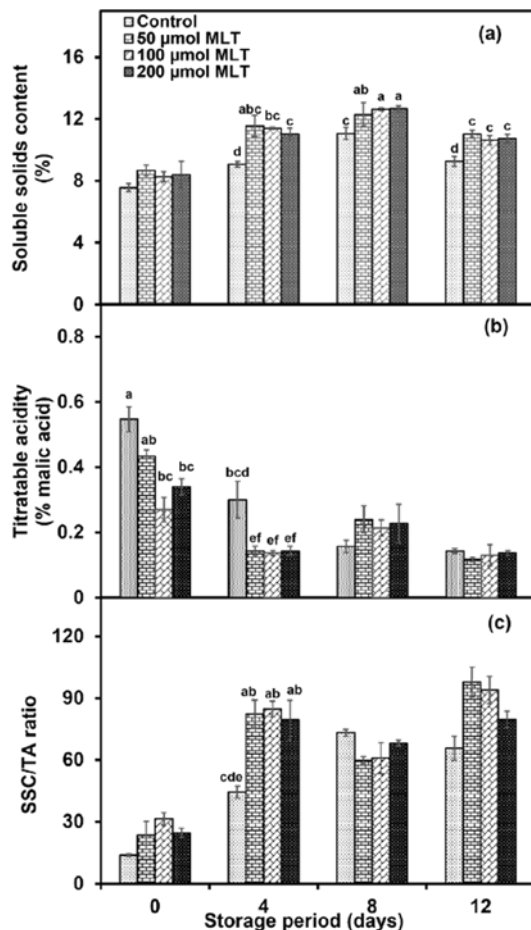 Control
50 µmol MLT
100 µmol MLT
200 µmol MLT
(a)
Soluble solids content
(%)
16
12
8
4
0
abc
bc
c
d
ab
a
a
c
c
c
c
d
(b)
Titratable acidity
(% malic acid)
0.8
0.6
0.4
0.2
0
a
ab
bc
bc
bcd
ef
ef
ef
(c)
SSC/TA ratio
120
90
60
30
0
cde
ab
ab
ab
0
4
8
12
Storage period (days)